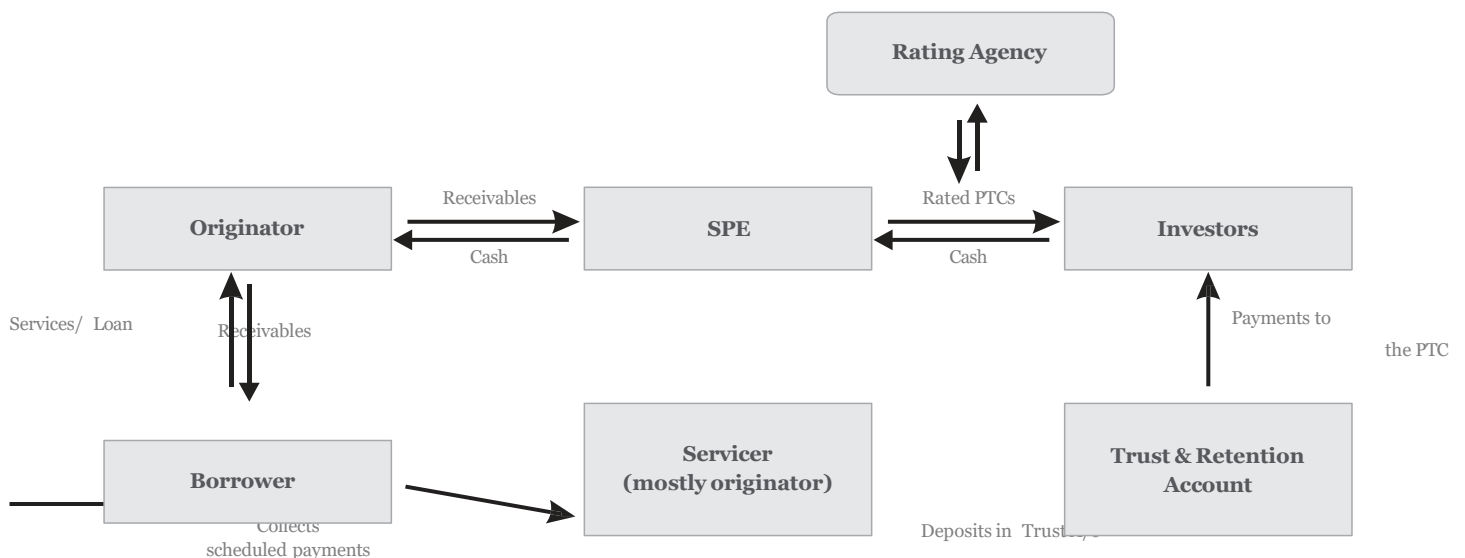 Rating Agency
Receivables
Rated PTCs
Originator
SPE
Investors
Cash
Cash
Services/ Loan
Receivables
Payments to
the PTC
Borrower
Servicer
(mostly originator)
Trust & Retention
Account
Collects
scheduled payments
Deposits in